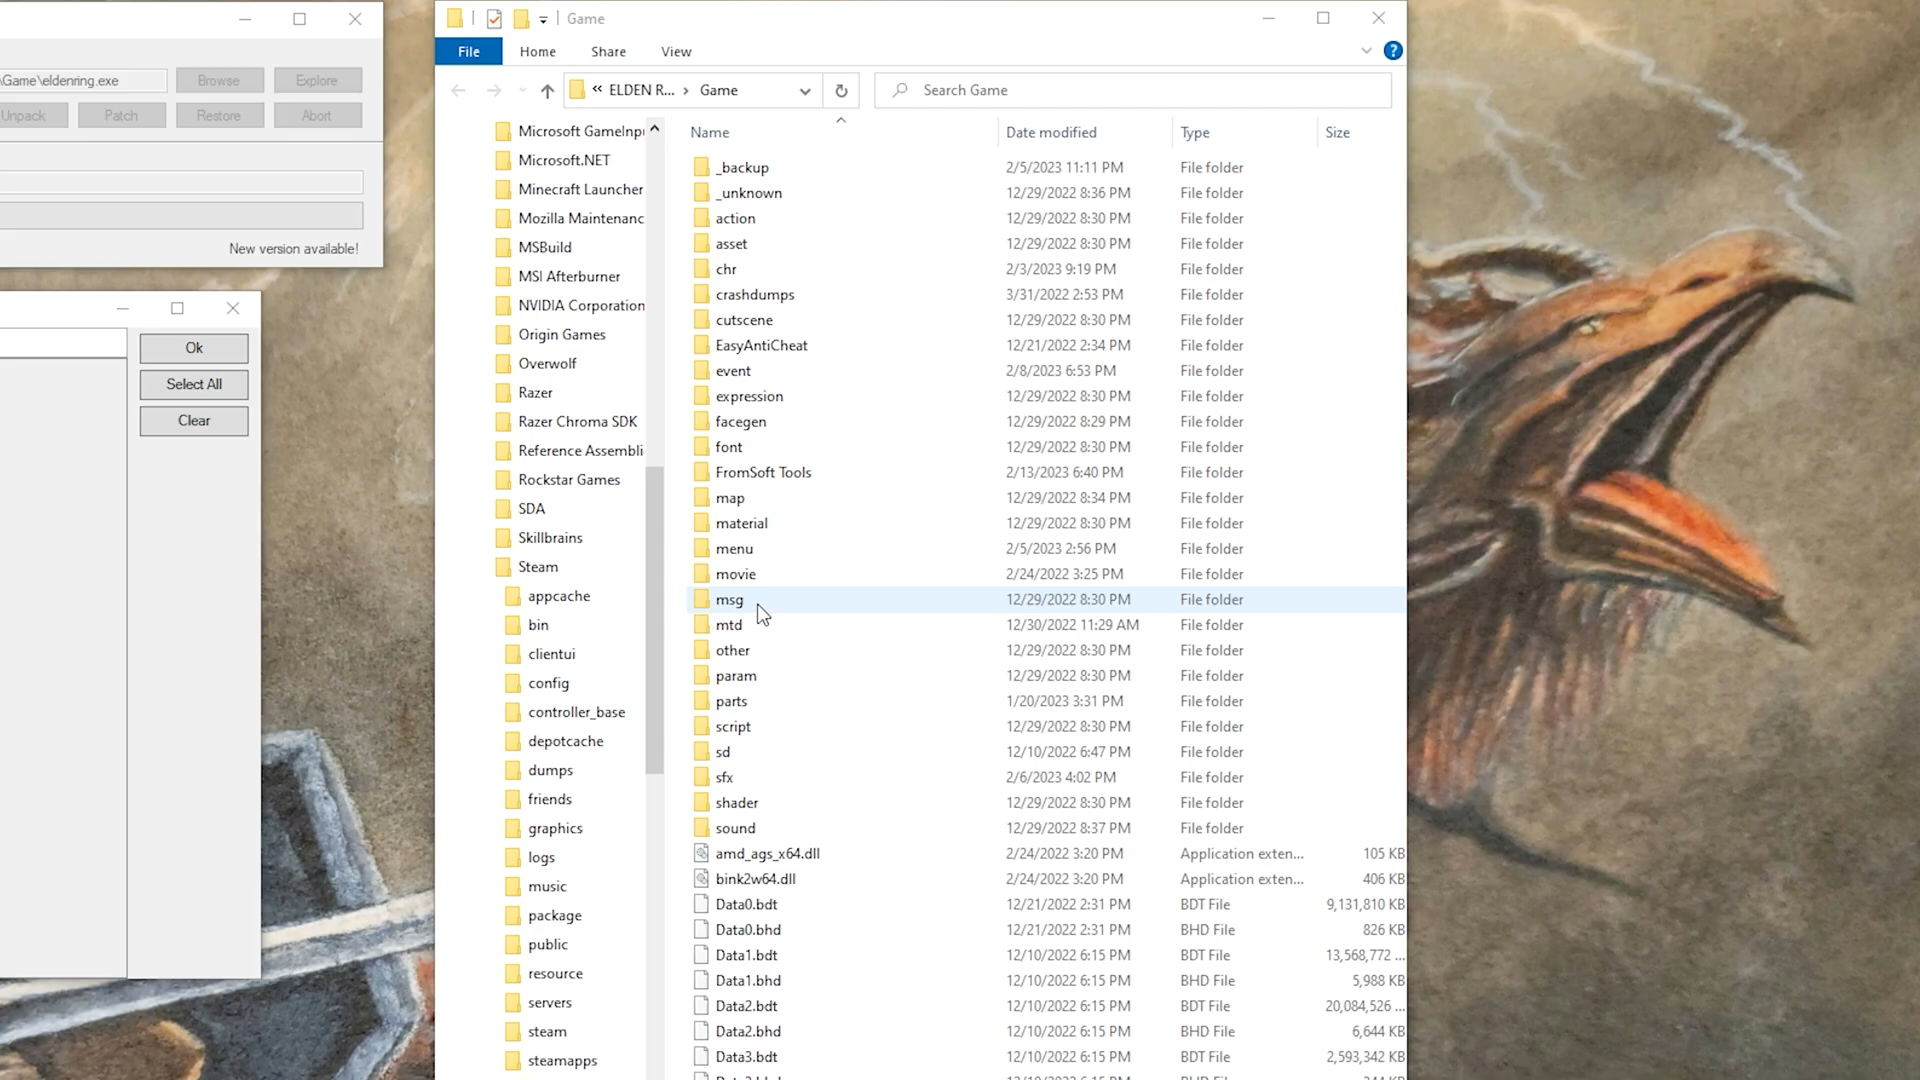 \Game\eldenring.exe
Browse
Explore
Unpack
Patch
Restore
Abort
New version available!
Ok
Select All
Clear
Game
File
Home
Share
View
?
« ELDEN R... › Game
Search Game
Microsoft GameInp
Microsoft.NET
Minecraft Launcher
Mozilla Maintenanc
MSBuild
MSI Afterburner
NVIDIA Corporation
Origin Games
Overwolf
Razer
Razer Chroma SDK
Reference Assembli
Rockstar Games
SDA
Skillbrains
Steam
appcache
bin
clientui
config
controller_base
depotcache
dumps
friends
graphics
logs
music
package
public
resource
servers
steam
steamapps
Name Date modified Type Size
_backup 2/5/2023 11:11 PM File folder
_unknown 12/29/2022 8:36 PM File folder
action 12/29/2022 8:30 PM File folder
asset 12/29/2022 8:30 PM File folder
chr 2/3/2023 9:19 PM File folder
crashdumps 3/31/2022 2:53 PM File folder
cutscene 12/29/2022 8:30 PM File folder
EasyAntiCheat 12/21/2022 2:34 PM File folder
event 2/8/2023 6:53 PM File folder
expression 12/29/2022 8:30 PM File folder
facegen 12/29/2022 8:29 PM File folder
font 12/29/2022 8:30 PM File folder
FromSoft Tools 2/13/2023 6:40 PM File folder
map 12/29/2022 8:34 PM File folder
material 12/29/2022 8:30 PM File folder
menu 2/5/2023 2:56 PM File folder
movie 2/24/2022 3:25 PM File folder
msg 12/29/2022 8:30 PM File folder
mtd 12/30/2022 11:29 AM File folder
other 12/29/2022 8:30 PM File folder
param 12/29/2022 8:30 PM File folder
parts 1/20/2023 3:31 PM File folder
script 12/29/2022 8:30 PM File folder
sd 12/10/2022 6:47 PM File folder
sfx 2/6/2023 4:02 PM File folder
shader 12/29/2022 8:30 PM File folder
sound 12/29/2022 8:37 PM File folder
amd_ags_x64.dll 2/24/2022 3:20 PM Application exten... 105 KB
bink2w64.dll 2/24/2022 3:20 PM Application exten... 406 KB
Data0.bdt 12/21/2022 2:31 PM BDT File 9,131,810 KB
Data0.bhd 12/21/2022 2:31 PM BHD File 826 KB
Data1.bdt 12/10/2022 6:15 PM BDT File 13,568,772 ...
Data1.bhd 12/10/2022 6:15 PM BHD File 5,988 KB
Data2.bdt 12/10/2022 6:15 PM BDT File 20,084,526 ...
Data2.bhd 12/10/2022 6:15 PM BHD File 6,644 KB
Data3.bdt 12/10/2022 6:15 PM BDT File 2,593,342 KB